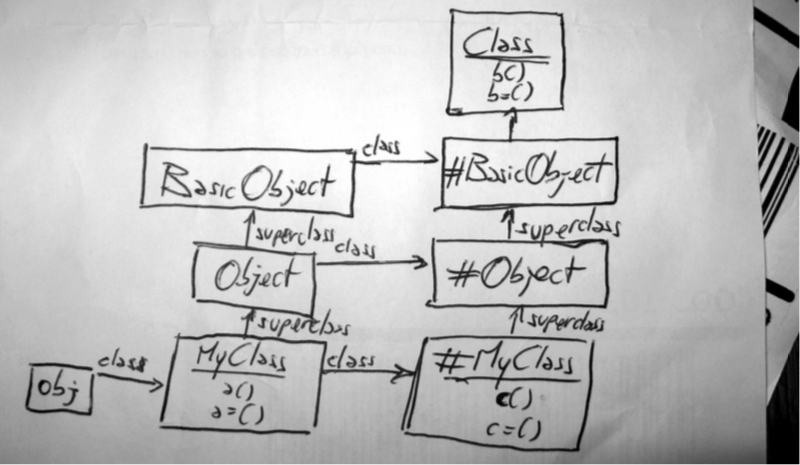 Class
b()
b=()
BasicObject
class
#BasicObject
superclass
superclass
Object
class
#Object
superclass
superclass
obj
class
MyClass
a()
a=()
class
#MyClass
c()
c=()